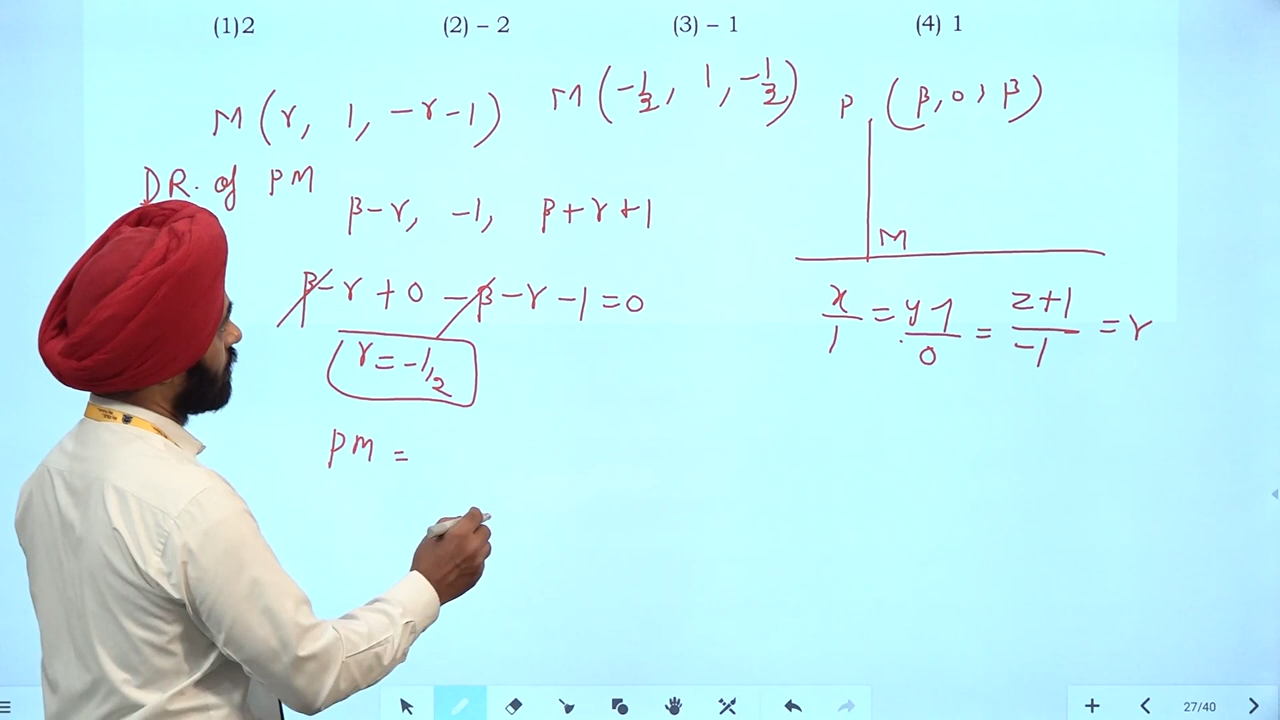 (1)2 (2) – 2 (3) – 1 (4) 1
M(r, 1, -r-1) M(-1/2, 1, -1/2) P (β, 0, β)
DR. of PM
β-r, -1, β+r+1
M
β-r+0-β-r-1=0
x/1 = y-1/0 = z+1/-1 = r
r=-1/2
PM =
27/40